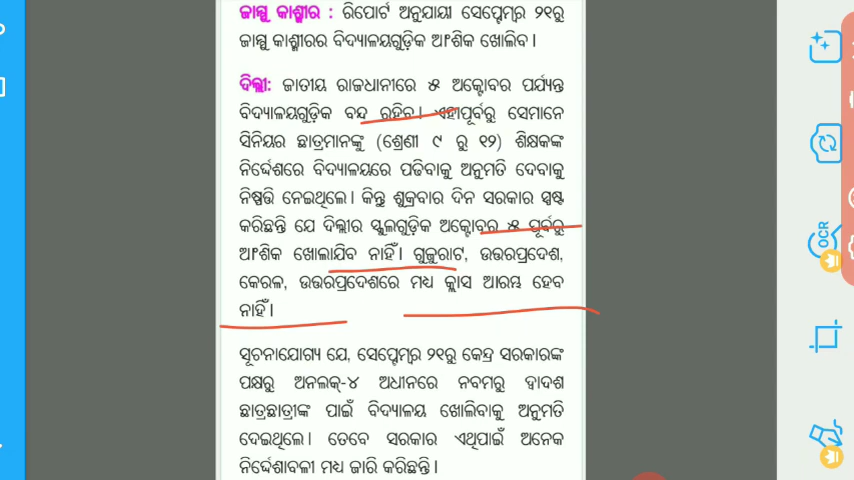 ଜାମ୍ମୁ କାଶ୍ମୀର : ରିପୋର୍ଟ ଅନୁଯାୟୀ ସେପ୍ଟେମ୍ବର ୨୧ରୁ
ଜାମ୍ମୁ କାଶ୍ମୀରର ବିଦ୍ୟାଳୟଗୁଡ଼ିକ ଆଂଶିକ ଖୋଲିବ।
ଦିଲ୍ଲୀ: ଜାତୀୟ ରାଜଧାନୀରେ ୫ ଅକ୍ଟୋବର ପର୍ଯ୍ୟନ୍ତ
ବିଦ୍ୟାଳୟଗୁଡ଼ିକ ବନ୍ଦ ରହିବ। ଏହାପୂର୍ବରୁ ସେମାନେ
ସିନିୟର ଛାତ୍ରମାନଙ୍କୁ (ଶ୍ରେଣୀ ୯ ରୁ ୧୨) ଶିକ୍ଷକଙ୍କ
ନିର୍ଦ୍ଦେଶରେ ବିଦ୍ୟାଳୟରେ ପଢିବାକୁ ଅନୁମତି ଦେବାକୁ
ନିଷ୍ପତ୍ତି ନେଇଥିଲେ। କିନ୍ତୁ ଶୁକ୍ରବାର ଦିନ ସରକାର ସ୍ପଷ୍ଟ
କରିଛନ୍ତି ଯେ ଦିଲ୍ଲୀର ସ୍କୁଲଗୁଡ଼ିକ ଅକ୍ଟୋବର ୫ ପୂର୍ବରୁ
ଆଂଶିକ ଖୋଲାଯିବ ନାହିଁ। ଗୁଜୁରାଟ, ଉତ୍ତରପ୍ରଦେଶ,
କେରଳ, ଉତ୍ତରପ୍ରଦେଶରେ ମଧ୍ୟ କ୍ଲାସ ଆରମ୍ଭ ହେବ
ନାହିଁ।
ସୂଚନାଯୋଗ୍ୟ ଯେ, ସେପ୍ଟେମ୍ବର ୨୧ରୁ କେନ୍ଦ୍ର ସରକାରଙ୍କ
ପକ୍ଷରୁ ଅନଲକ୍-୪ ଅଧୀନରେ ନବମରୁ ଦ୍ୱାଦଶ
ଛାତ୍ରଛାତ୍ରୀଙ୍କ ପାଇଁ ବିଦ୍ୟାଳୟ ଖୋଲିବାକୁ ଅନୁମତି
ଦେଇଥିଲେ। ତେବେ ସରକାର ଏଥିପାଇଁ ଅନେକ
ନିର୍ଦ୍ଦେଶାବଳୀ ମଧ୍ୟ ଜାରି କରିଛନ୍ତି।
OCR